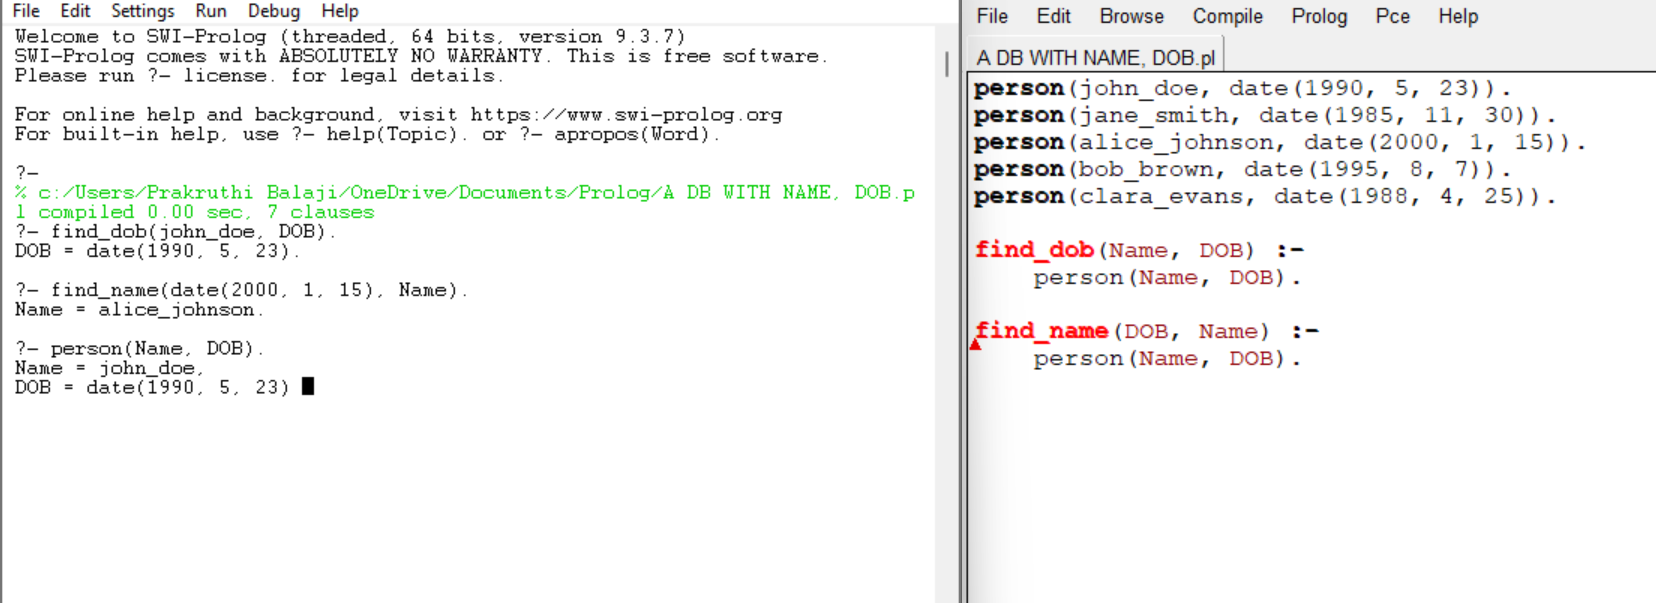 File Edit Settings Run Debug Help
Welcome to SWI-Prolog (threaded, 64 bits, version 9.3.7)
SWI-Prolog comes with ABSOLUTELY NO WARRANTY. This is free software.
Please run ?- license. for legal details.
For online help and background, visit https://www.swi-prolog.org
For built-in help, use ?- help(Topic). or ?- apropos(Word).
?-
% c:/Users/Prakruthi Balaji/OneDrive/Documents/Prolog/A DB WITH NAME, DOB.p
l compiled 0.00 sec, 7 clauses
?- find_dob(john_doe, DOB).
DOB = date(1990, 5, 23).
?- find_name(date(2000, 1, 15), Name).
Name = alice_johnson.
?- person(Name, DOB).
Name = john_doe,
DOB = date(1990, 5, 23)
File Edit Browse Compile Prolog Pce Help
A DB WITH NAME, DOB.pl
person(john_doe, date(1990, 5, 23)).
person(jane_smith, date(1985, 11, 30)).
person(alice_johnson, date(2000, 1, 15)).
person(bob_brown, date(1995, 8, 7)).
person(clara_evans, date(1988, 4, 25)).
find_dob(Name, DOB) :-
    person(Name, DOB).
find_name(DOB, Name) :-
    person(Name, DOB).